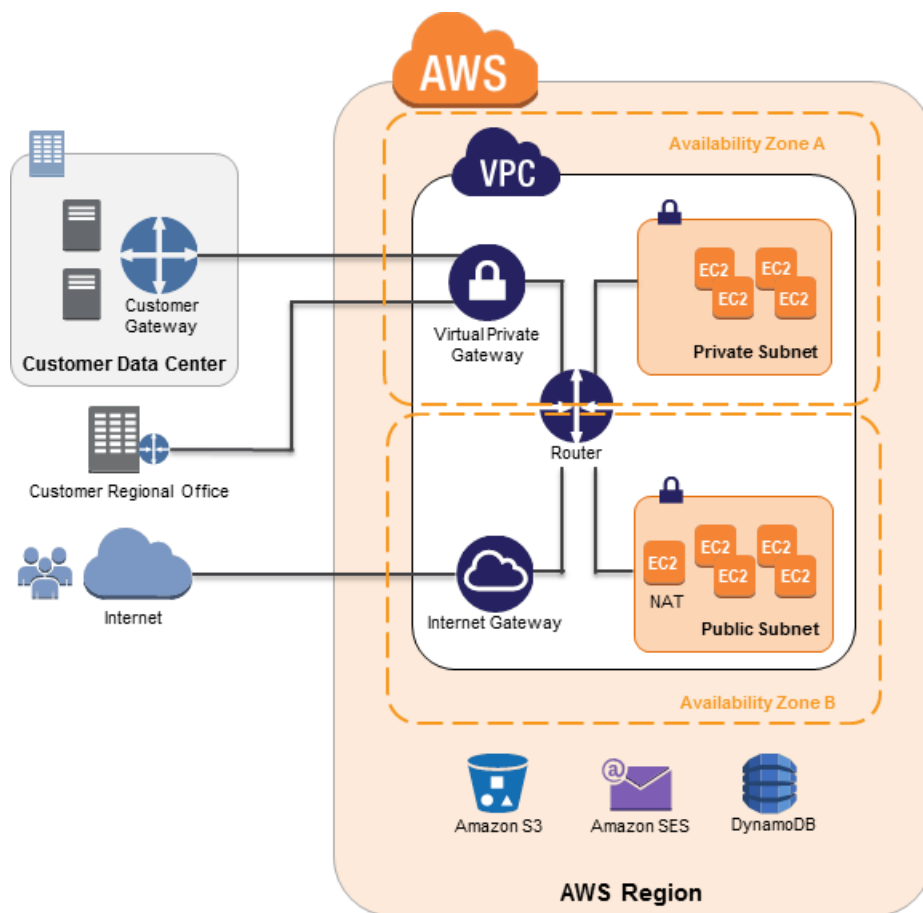 AWS
Availability Zone A
VPC
EC2
EC2
EC2
EC2
Customer
Gateway
Customer Data Center
Virtual Private
Gateway
Private Subnet
Router
Customer Regional Office
EC2
EC2
EC2
EC2
EC2
NAT
Internet
Internet Gateway
Public Subnet
Availability Zone B
@
Amazon S3
Amazon SES
DynamoDB
AWS Region